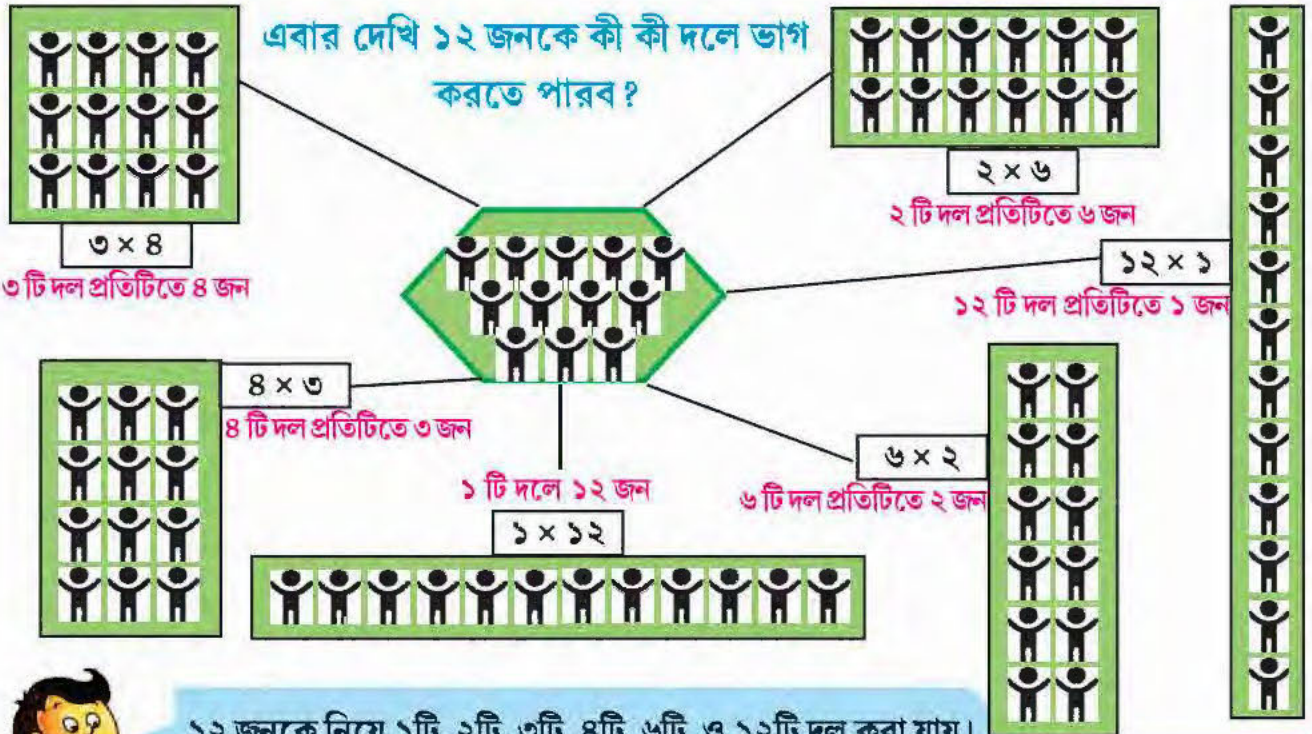 এবার দেখি ১২ জনকে কী কী দলে ভাগ
করতে পারব?
৩ × ৪
৩ টি দল প্রতিটিতে ৪ জন
২ × ৬
২ টি দল প্রতিটিতে ৬ জন
১২ × ১
১২ টি দল প্রতিটিতে ১ জন
৪ × ৩
৪ টি দল প্রতিটিতে ৩ জন
৬ × ২
৬ টি দল প্রতিটিতে ২ জন
১ টি দলে ১২ জন
১ × ১২
১২ জনকে নিয়ে ১টি, ২টি, ৩টি, ৪টি, ৬টি ও ১২টি দল করা যায়।